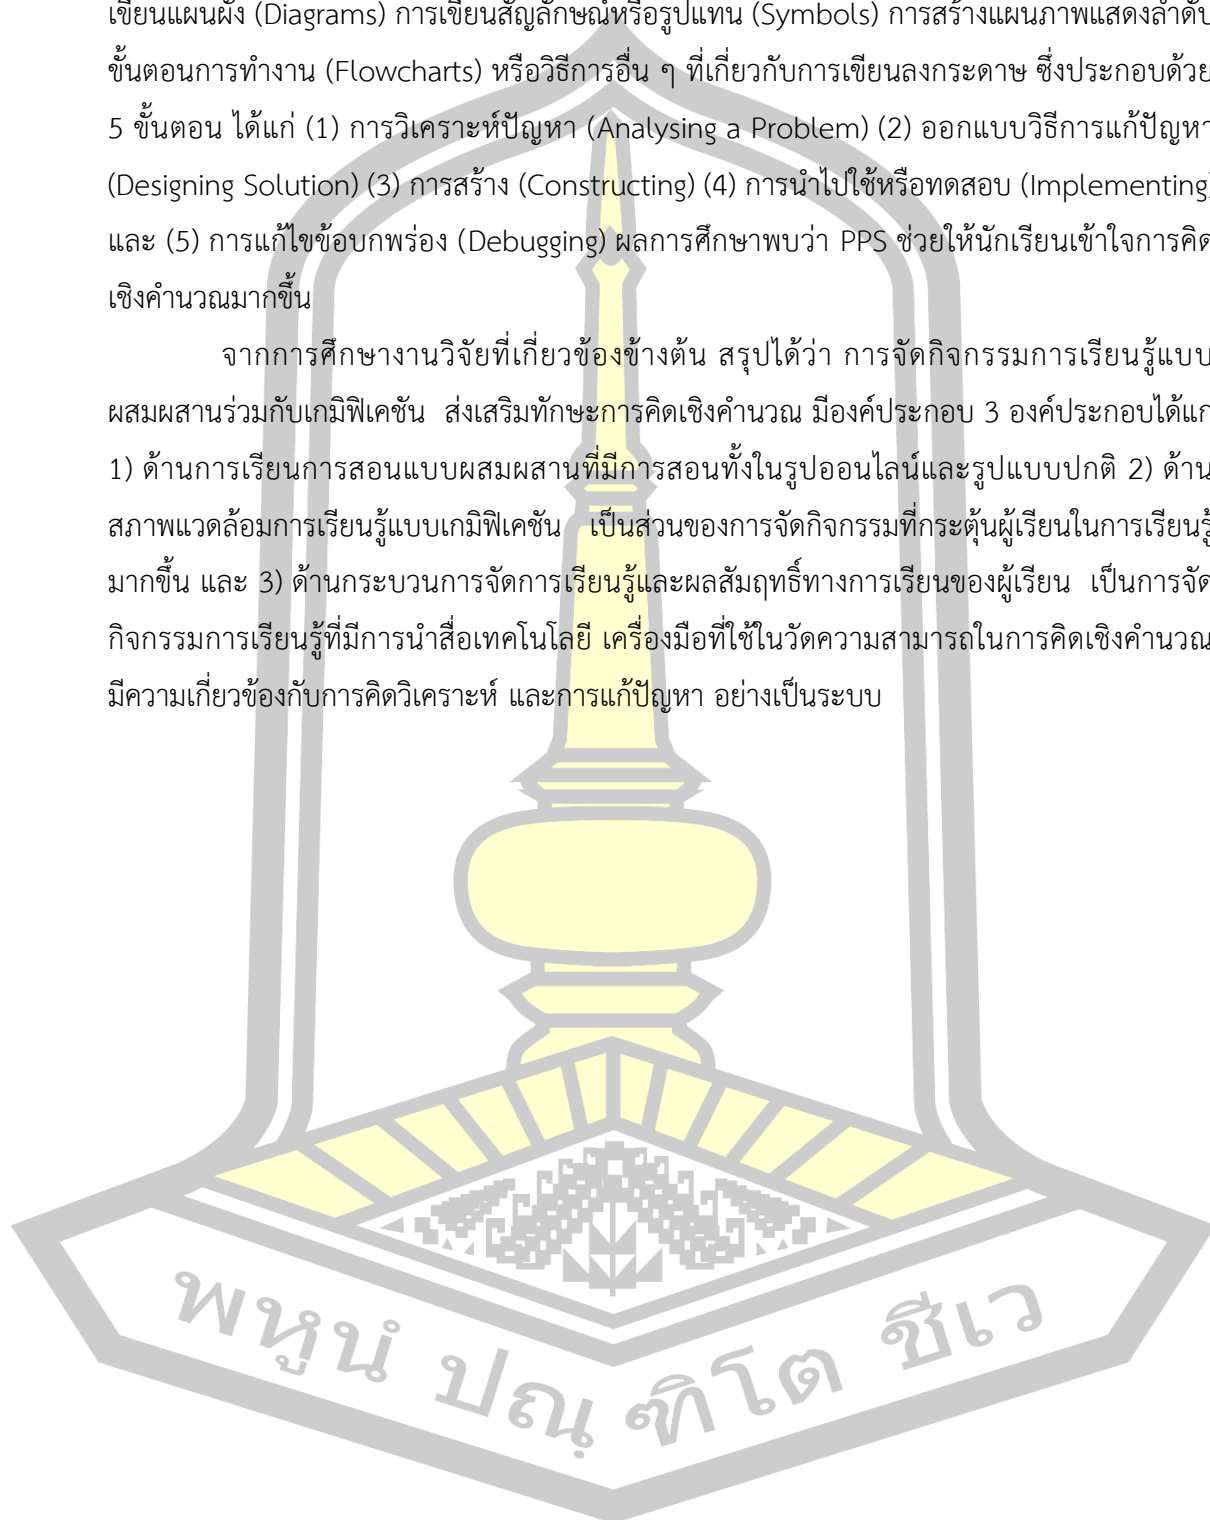 เขียนแผนผัง (Diagrams) การเขียนสัญลักษณ์หรือรูปแทน (Symbols) การสร้างแผนภาพแสดงลำดับ
ขั้นตอนการทำงาน (Flowcharts) หรือวิธีการอื่น ๆ ที่เกี่ยวกับการเขียนลงกระดาษ ซึ่งประกอบด้วย
5 ขั้นตอน ได้แก่ (1) การวิเคราะห์ปัญหา (Analysing a Problem) (2) ออกแบบวิธีการแก้ปัญหา
(Designing Solution) (3) การสร้าง (Constructing) (4) การนำไปใช้หรือทดสอบ (Implementing)
และ (5) การแก้ไขข้อบกพร่อง (Debugging) ผลการศึกษาพบว่า PPS ช่วยให้นักเรียนเข้าใจการคิด
เชิงคำนวณมากขึ้น
จากการศึกษางานวิจัยที่เกี่ยวข้องข้างต้น สรุปได้ว่า การจัดกิจกรรมการเรียนรู้แบบ
ผสมผสานร่วมกับเกมิฟิเคชัน ส่งเสริมทักษะการคิดเชิงคำนวณ มีองค์ประกอบ 3 องค์ประกอบได้แก่
1) ด้านการเรียนการสอนแบบผสมผสานที่มีการสอนทั้งในรูปออนไลน์และรูปแบบปกติ 2) ด้าน
สภาพแวดล้อมการเรียนรู้แบบเกมิฟิเคชัน เป็นส่วนของการจัดกิจกรรมที่กระตุ้นผู้เรียนในการเรียนรู้
มากขึ้น และ 3) ด้านกระบวนการจัดการเรียนรู้และผลสัมฤทธิ์ทางการเรียนของผู้เรียน เป็นการจัด
กิจกรรมการเรียนรู้ที่มีการนำสื่อเทคโนโลยี เครื่องมือที่ใช้ในวัดความสามารถในการคิดเชิงคำนวณ
มีความเกี่ยวข้องกับการคิดวิเคราะห์ และการแก้ปัญหา อย่างเป็นระบบ
พหูนํ ปณฺ ฑิโต ชีเว